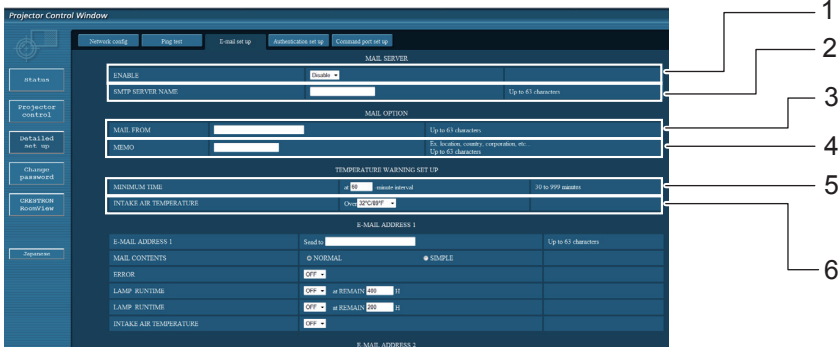 Projector Control Window
Network config Ping test E-mail set up Authentication set up Command port set up
MAIL SERVER
ENABLE Disable
SMTP SERVER NAME Up to 63 characters
MAIL OPTION
MAIL FROM Up to 63 characters
MEMO Ex. location, country, corporation, etc...
Up to 63 characters
TEMPERATURE WARNING SET UP
MINIMUM TIME at 60 -minute interval 30 to 999 minutes
INTAKE AIR TEMPERATURE Over 32°C/89°F
E-MAIL ADDRESS 1
E-MAIL ADDRESS 1 Send to Up to 63 characters
MAIL CONTENTS NORMAL SIMPLE
ERROR OFF
LAMP RUNTIME OFF at REMAIN 400 H
LAMP RUNTIME OFF at REMAIN 200 H
INTAKE AIR TEMPERATURE OFF
E-MAIL ADDRESS 2
Status
Projector
control
Detailed
set up
Change
password
CRESTRON
RoomView
Japanese
1
2
3
4
5
6